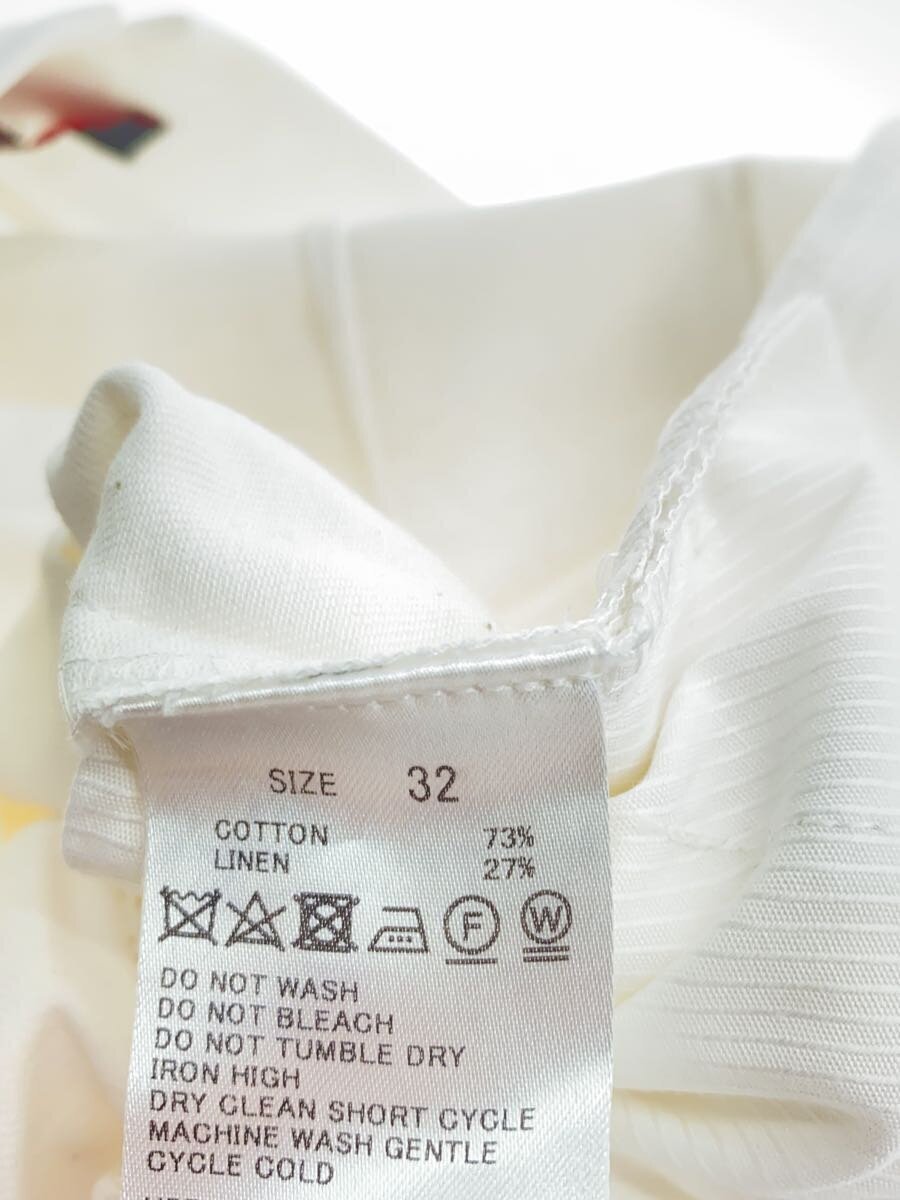 SIZE 32
COTTON 73%
LINEN 27%
F W
DO NOT WASH
DO NOT BLEACH
DO NOT TUMBLE DRY
IRON HIGH
DRY CLEAN SHORT CYCLE
MACHINE WASH GENTLE
CYCLE COLD